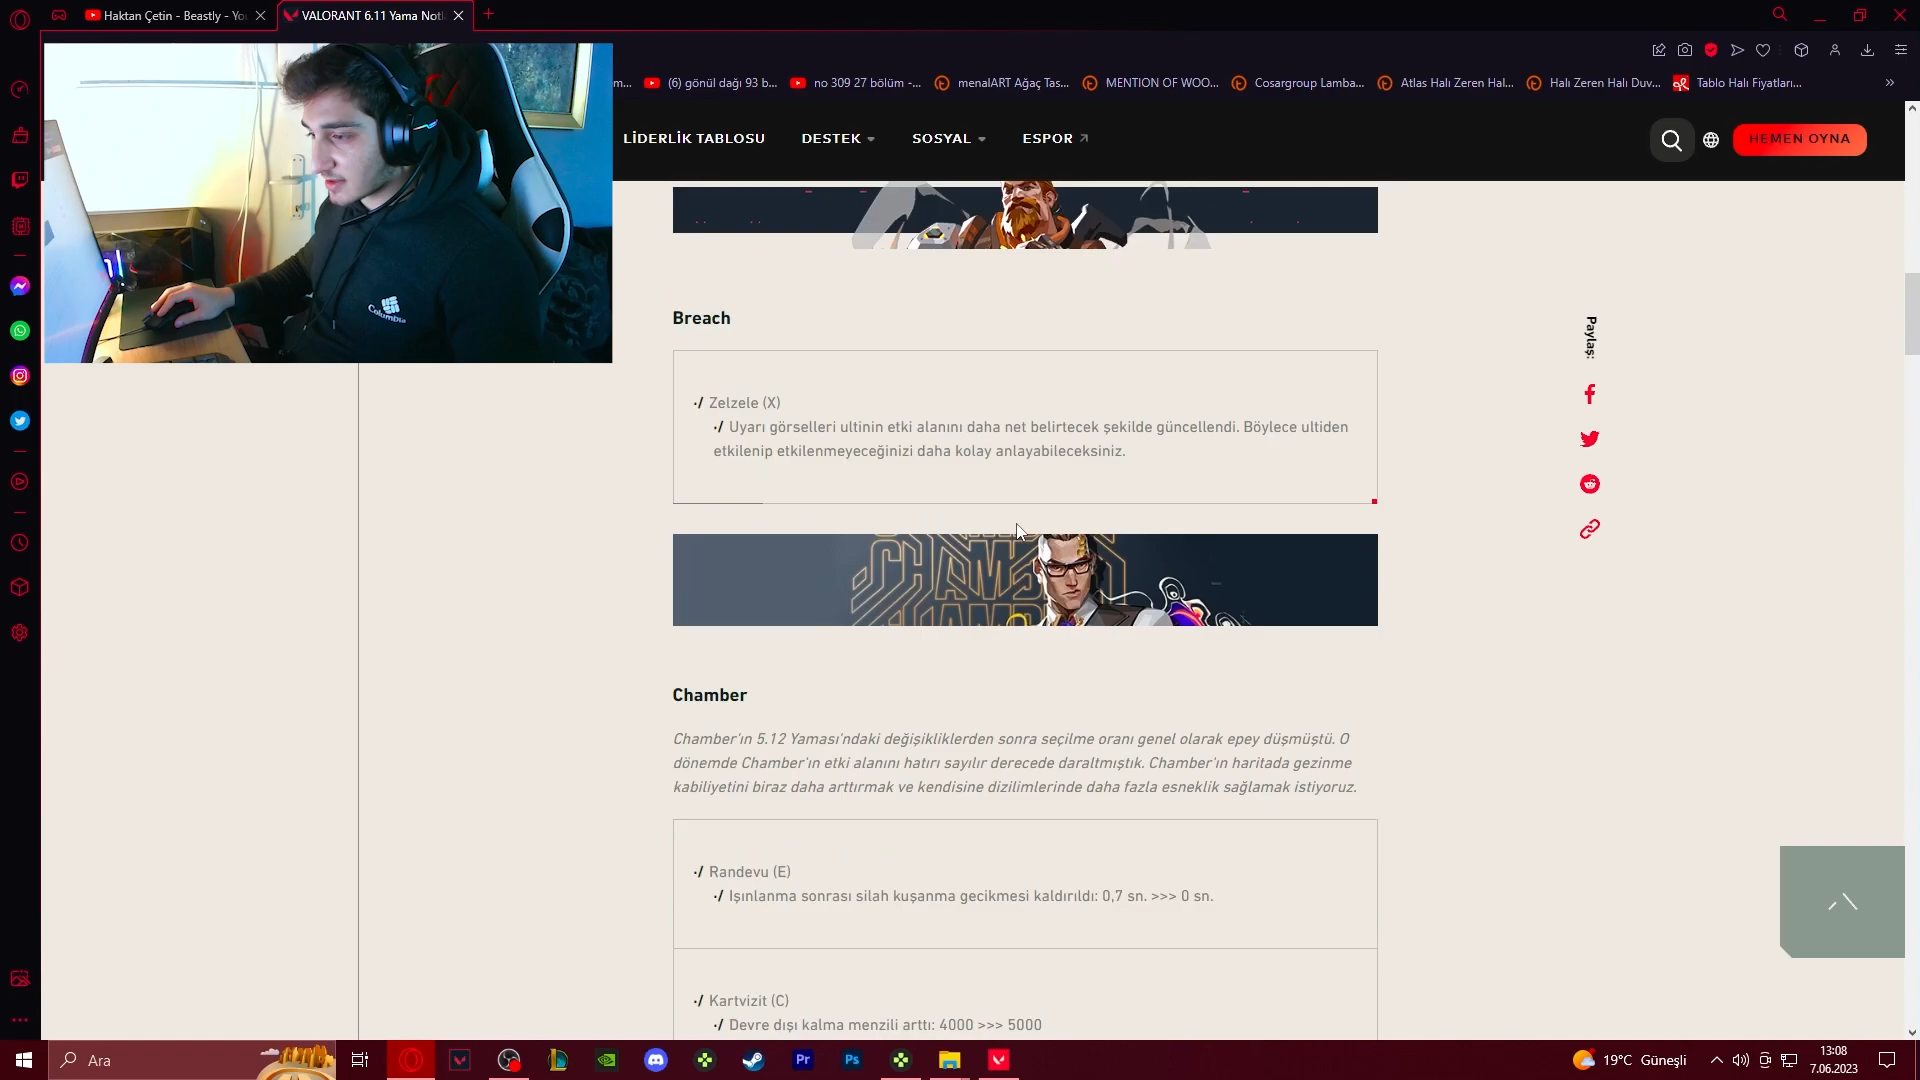 Haktan Çetin - Beastly - Yo
VALORANT 6.11 Yama Notl
m...
(6) gönül dağı 93 b...
no 309 27 bölüm -...
menalART Ağaç Tas...
MENTION OF WOO...
Cosargroup Lamba...
Atlas Halı Zeren Hal...
Halı Zeren Halı Duv...
Tablo Halı Fiyatları...
LİDERLİK TABLOSU
DESTEK
SOSYAL
ESPOR
HEMEN OYNA
Columbia
Breach
Paylaş:
·/ Zelzele (X)
·/ Uyarı görselleri ultinin etki alanını daha net belirtecek şekilde güncellendi. Böylece ultiden
etkilenip etkilenmeyeceğinizi daha kolay anlayabileceksiniz.
Chamber
Chamber'ın 5.12 Yaması'ndaki değişikliklerden sonra seçilme oranı genel olarak epey düşmüştü. O
dönemde Chamber'ın etki alanını hatırı sayılır derecede daraltmıştık. Chamber'ın haritada gezinme
kabiliyetini biraz daha arttırmak ve kendisine dizilimlerinde daha fazla esneklik sağlamak istiyoruz.
·/ Randevu (E)
·/ Işınlanma sonrası silah kuşanma gecikmesi kaldırıldı: 0,7 sn. >>> 0 sn.
·/ Kartvizit (C)
·/ Devre dışı kalma menzili arttı: 4000 >>> 5000
Ara
Pr
Ps
19°C Güneşli
13:08
7.06.2023